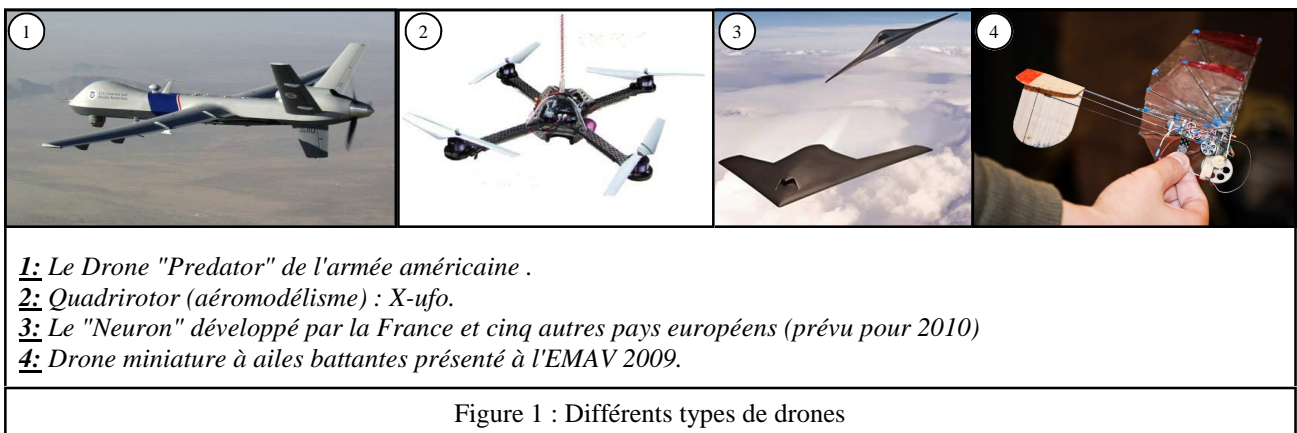 1
2
3
4
1: Le Drone "Predator" de l'armée américaine .
2: Quadrirotor (aéromodélisme) : X-ufo.
3: Le "Neuron" développé par la France et cinq autres pays européens (prévu pour 2010)
4: Drone miniature à ailes battantes présenté à l'EMAV 2009.
Figure 1 : Différents types de drones